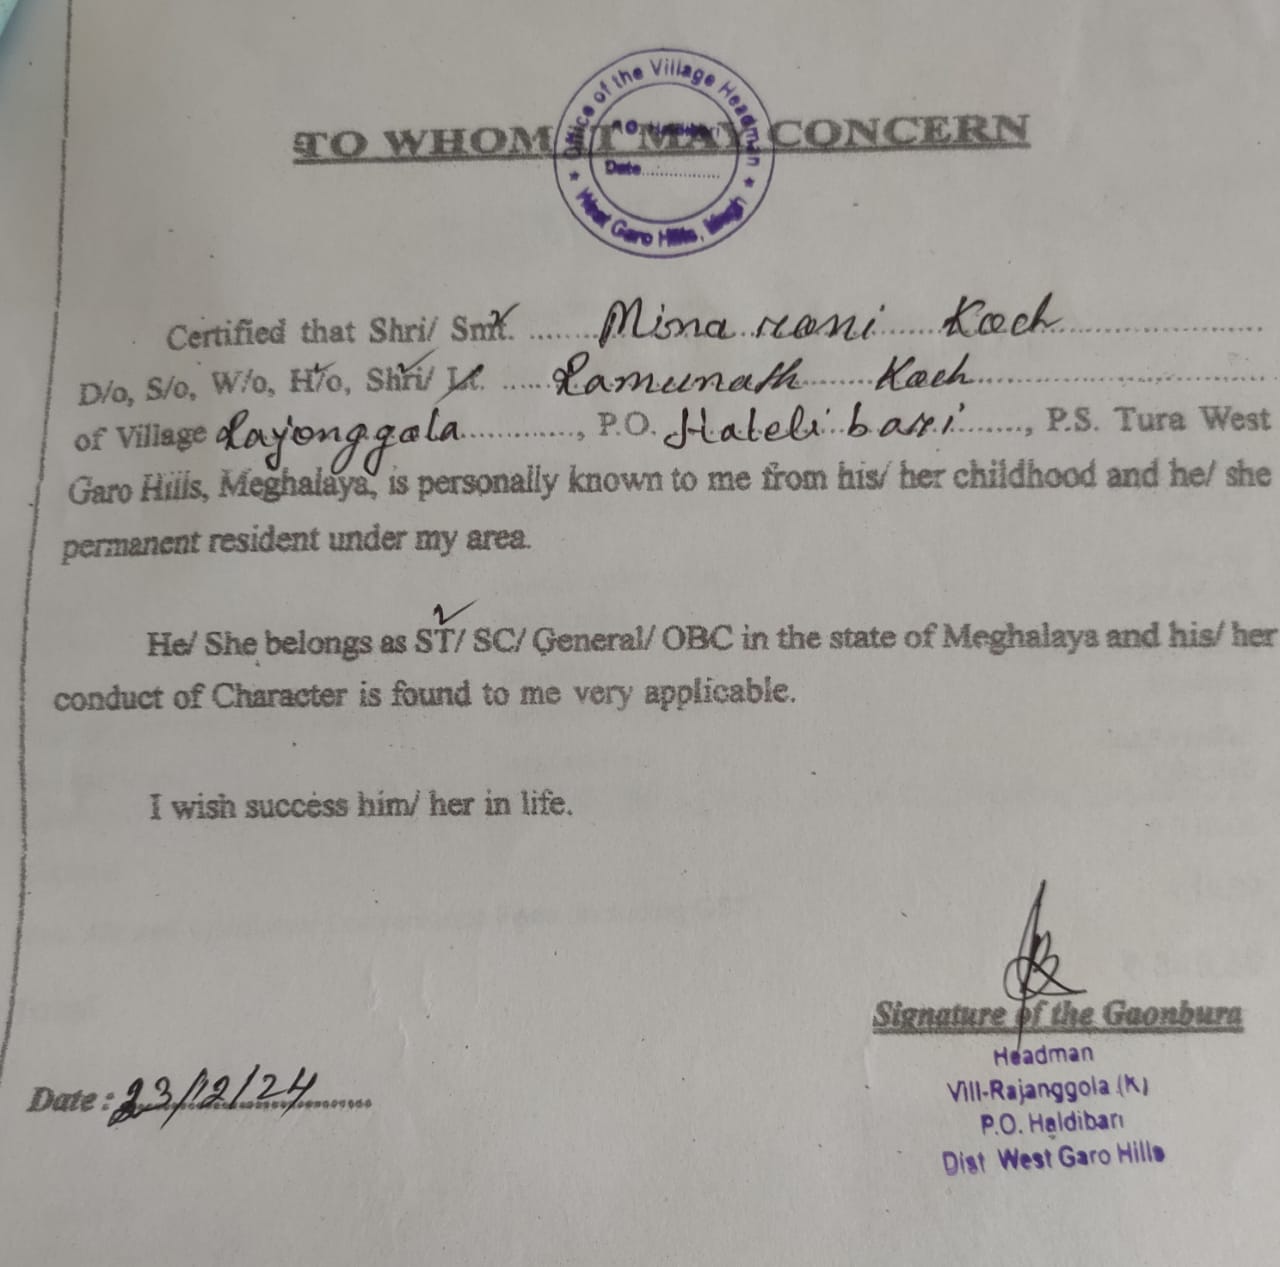 Office of the Village Headman
P.O. Haldibari
Date...............
West Garo Hills, Megh
TO WHOM IT MAY CONCERN
Certified that Shri/ Smt. ........Mina rani......Koch..............................
D/o, S/o, W/o, H/o, Shri/ Lt. ......Ramunath........Koch..............................
of Village Rajonggola............, P.O. Hateli bari......, P.S. Tura West
Garo Hills, Meghalaya, is personally known to me from his/ her childhood and he/ she
permanent resident under my area.
He/ She belongs as ST/ SC/ General/ OBC in the state of Meghalaya and his/ her
conduct of Character is found to me very applicable.
I wish success him/ her in life.
Signature of the Gaonbura
Headman
Vill-Rajanggola (K)
P.O. Haldibari
Dist West Garo Hills
Date : 23/12/24